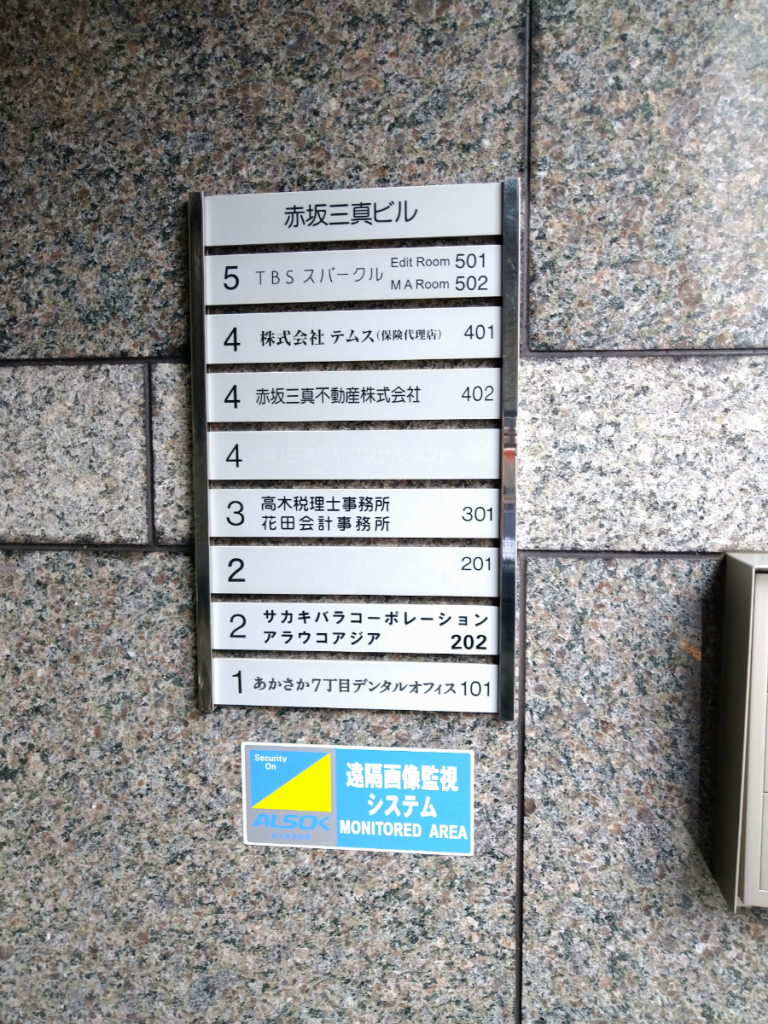 赤坂三真ビル
5 TBS スパークル Edit Room 501
MA Room 502
4 株式会社 テムス(保険代理店) 401
4 赤坂三真不動産株式会社 402
4
3 高木税理士事務所 301
花田会計事務所
2 201
2 サカキバラコーポレーション
アラウコアジア 202
1 あかさか7丁目デンタルオフィス 101
Security
On
ALSOK
遠隔画像監視
システム
MONITORED AREA